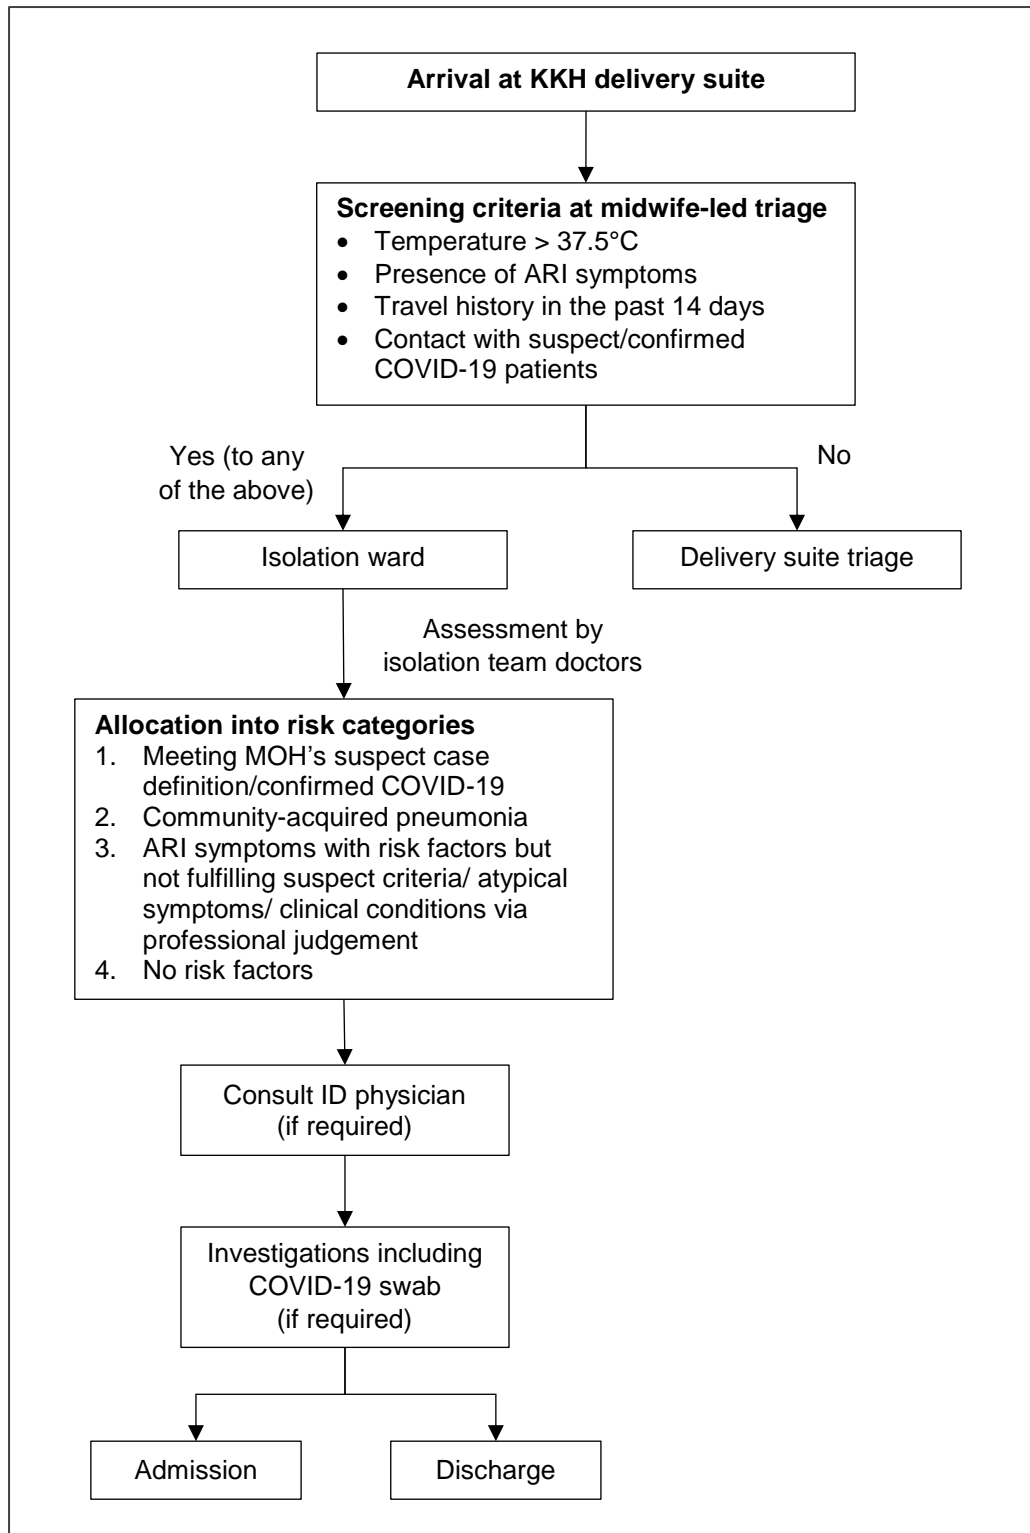 Arrival at KKH delivery suite
Screening criteria at midwife-led triage
• Temperature > 37.5°C
• Presence of ARI symptoms
• Travel history in the past 14 days
• Contact with suspect/confirmed
COVID-19 patients
Yes (to any
of the above)
No
Isolation ward
Delivery suite triage
Assessment by
isolation team doctors
Allocation into risk categories
1. Meeting MOH's suspect case
definition/confirmed COVID-19
2. Community-acquired pneumonia
3. ARI symptoms with risk factors but
not fulfilling suspect criteria/ atypical
symptoms/ clinical conditions via
professional judgement
4. No risk factors
Consult ID physician
(if required)
Investigations including
COVID-19 swab
(if required)
Admission
Discharge